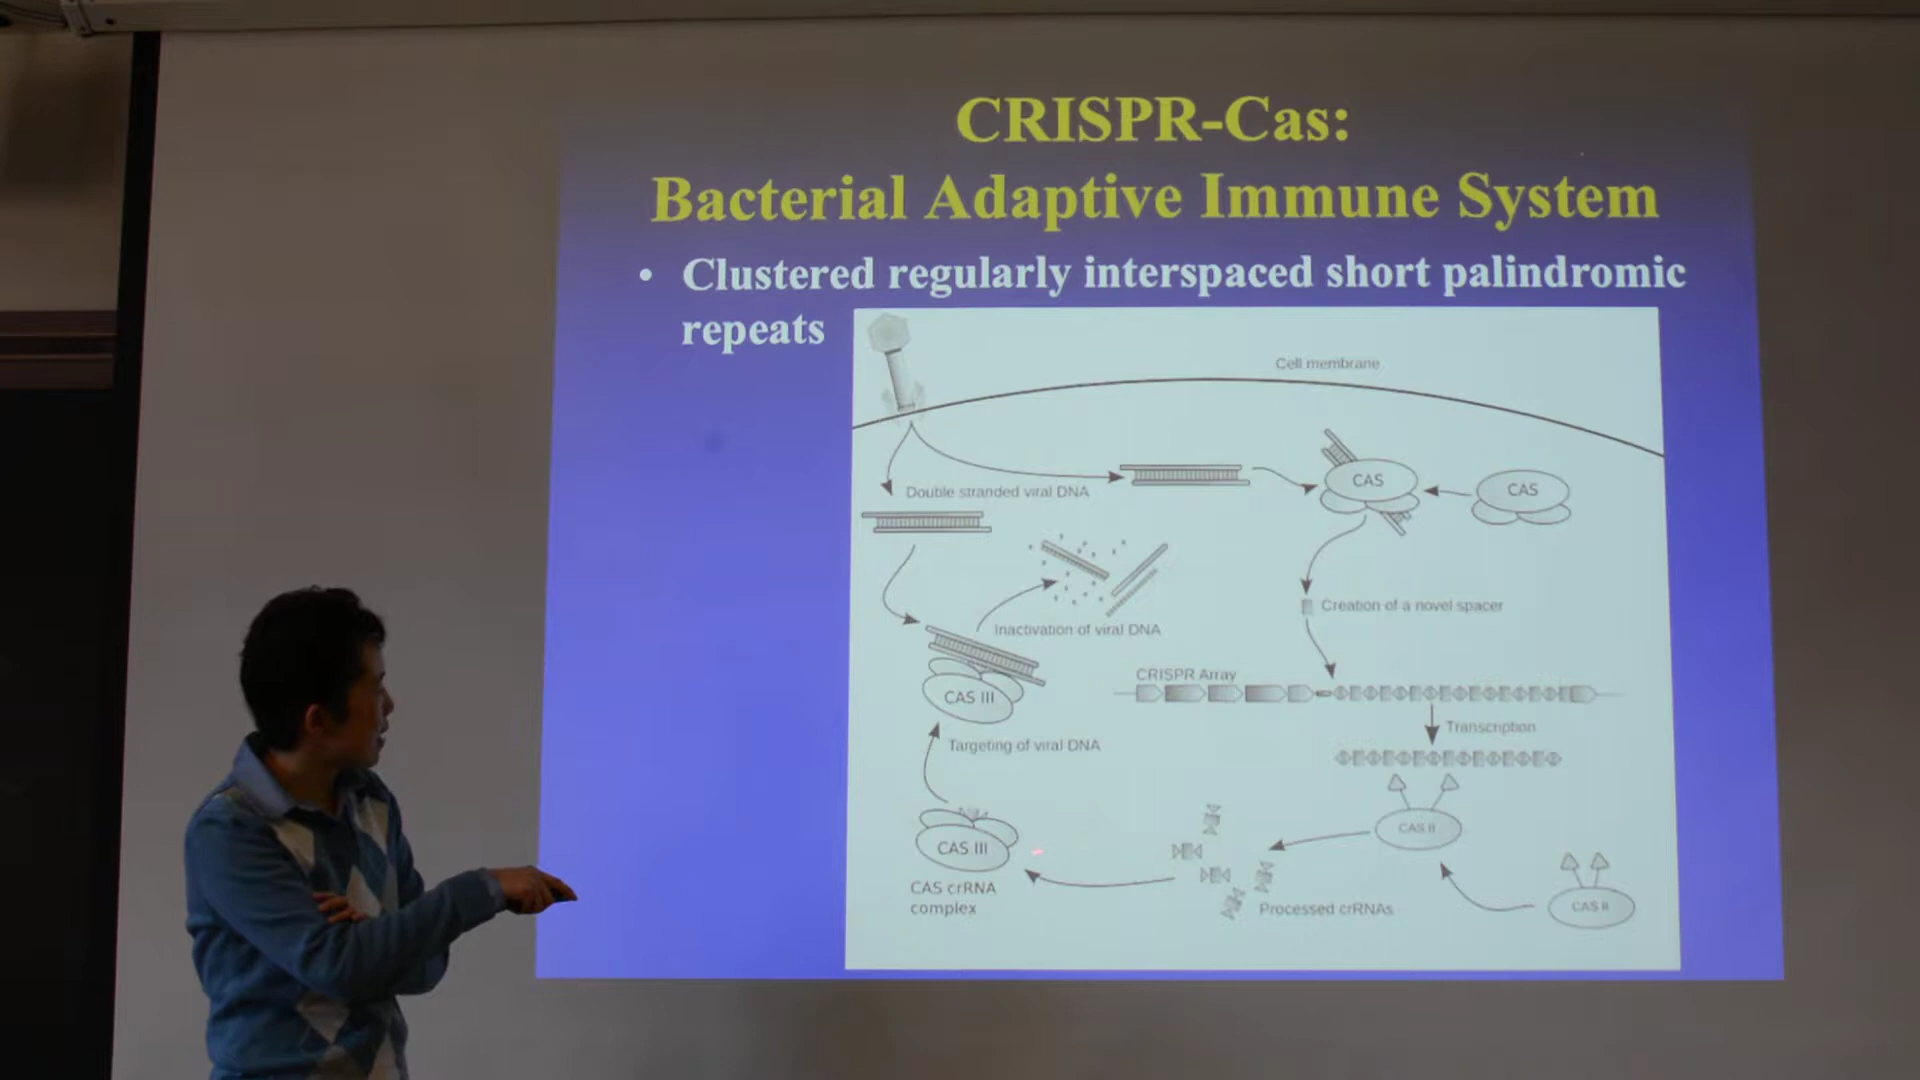 CRISPR-Cas:
Bacterial Adaptive Immune System
• Clustered regularly interspaced short palindromic
repeats
Cell membrane
CAS
CAS
Double stranded viral DNA
Creation of a novel spacer
Inactivation of viral DNA
CRISPR Array
CAS III
Transcription
Targeting of viral DNA
CAS II
CAS III
CAS crRNA
complex
Processed crRNAs
CAS II